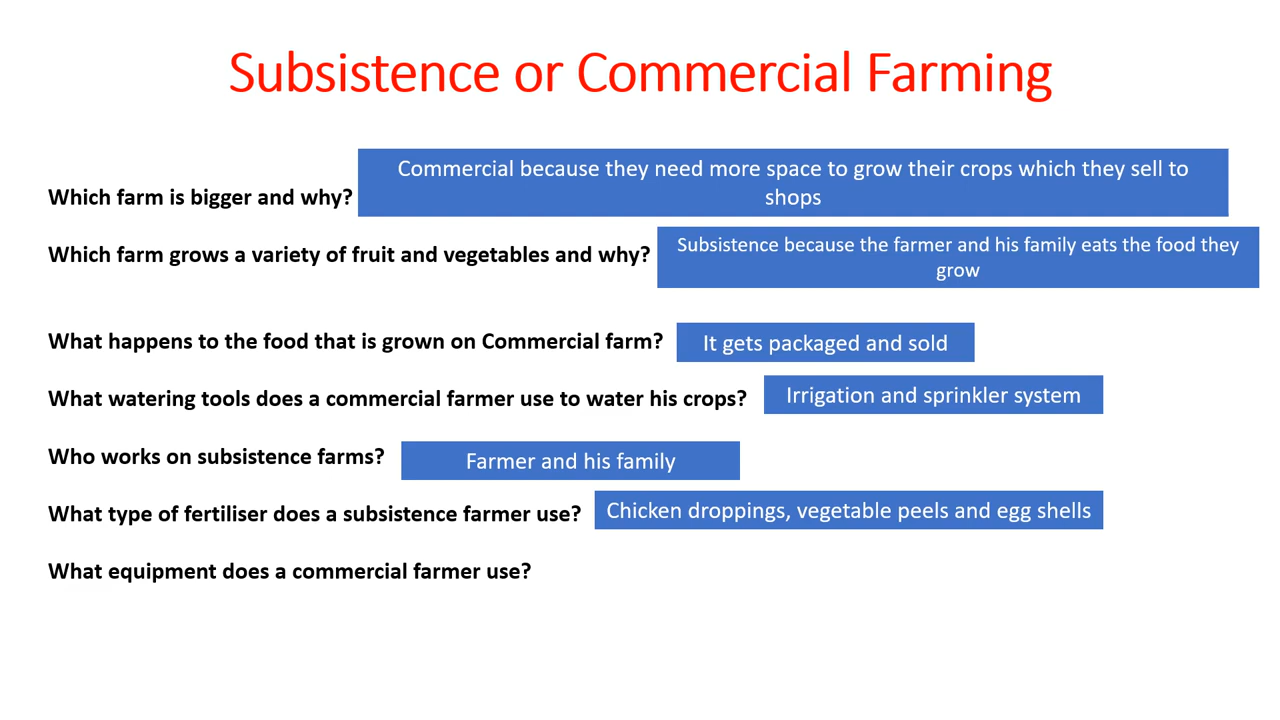 Subsistence or Commercial Farming
Commercial because they need more space to grow their crops which they sell to
shops
Which farm is bigger and why?
Subsistence because the farmer and his family eats the food they
grow
Which farm grows a variety of fruit and vegetables and why?
What happens to the food that is grown on Commercial farm?
It gets packaged and sold
What watering tools does a commercial farmer use to water his crops?
Irrigation and sprinkler system
Who works on subsistence farms?
Farmer and his family
What type of fertiliser does a subsistence farmer use?
Chicken droppings, vegetable peels and egg shells
What equipment does a commercial farmer use?